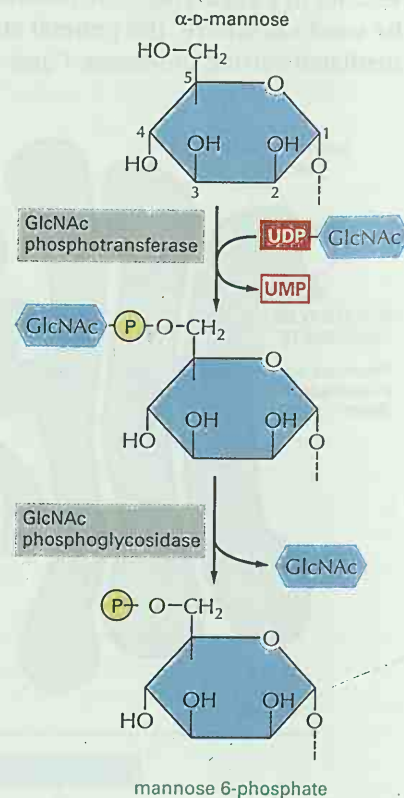 α-D-mannose
HO–CH₂
5
O
4
1
OH
OH
HO
3
2
O
GlcNAc
phosphotransferase
UDP
GlcNAc
UMP
GlcNAc
P
O–CH₂
O
OH
OH
HO
O
GlcNAc
phosphoglycosidase
GlcNAc
P
O–CH₂
O
OH
OH
HO
O
mannose 6-phosphate